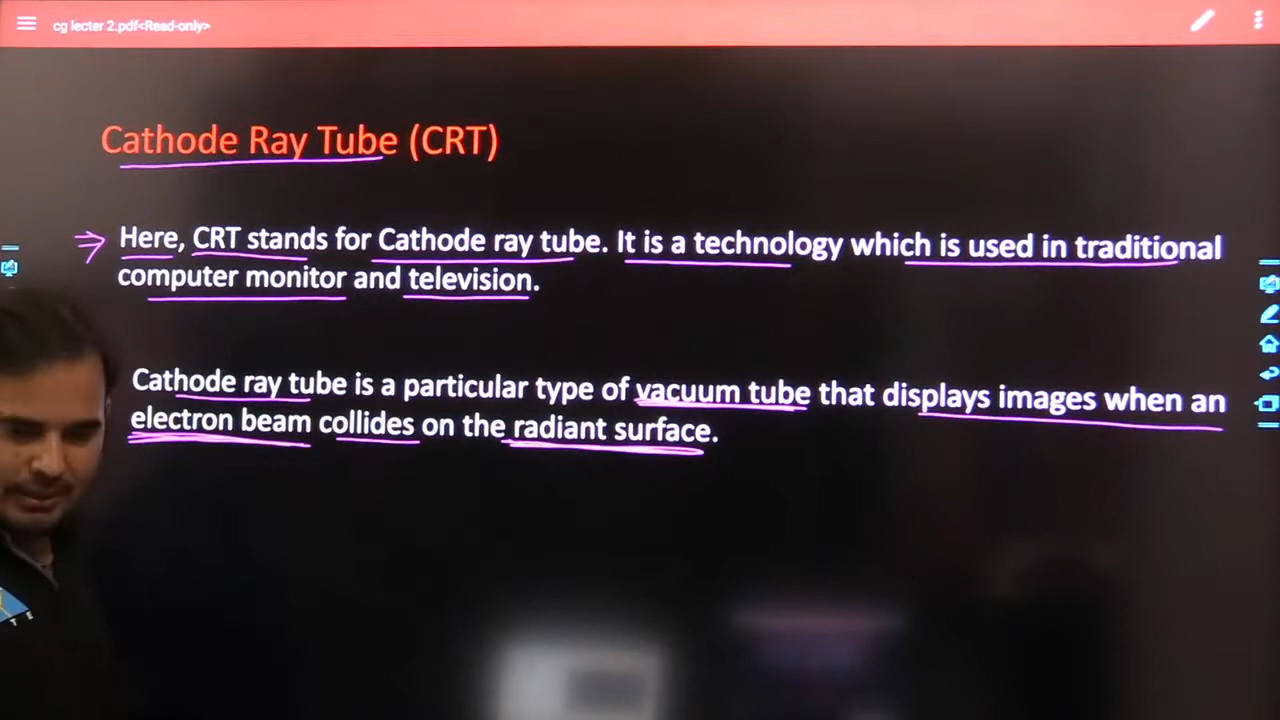 cg lecter 2.pdf<Read-only>
Cathode Ray Tube (CRT)
Here, CRT stands for Cathode ray tube. It is a technology which is used in traditional
computer monitor and television.
Cathode ray tube is a particular type of vacuum tube that displays images when an
electron beam collides on the radiant surface.
T E